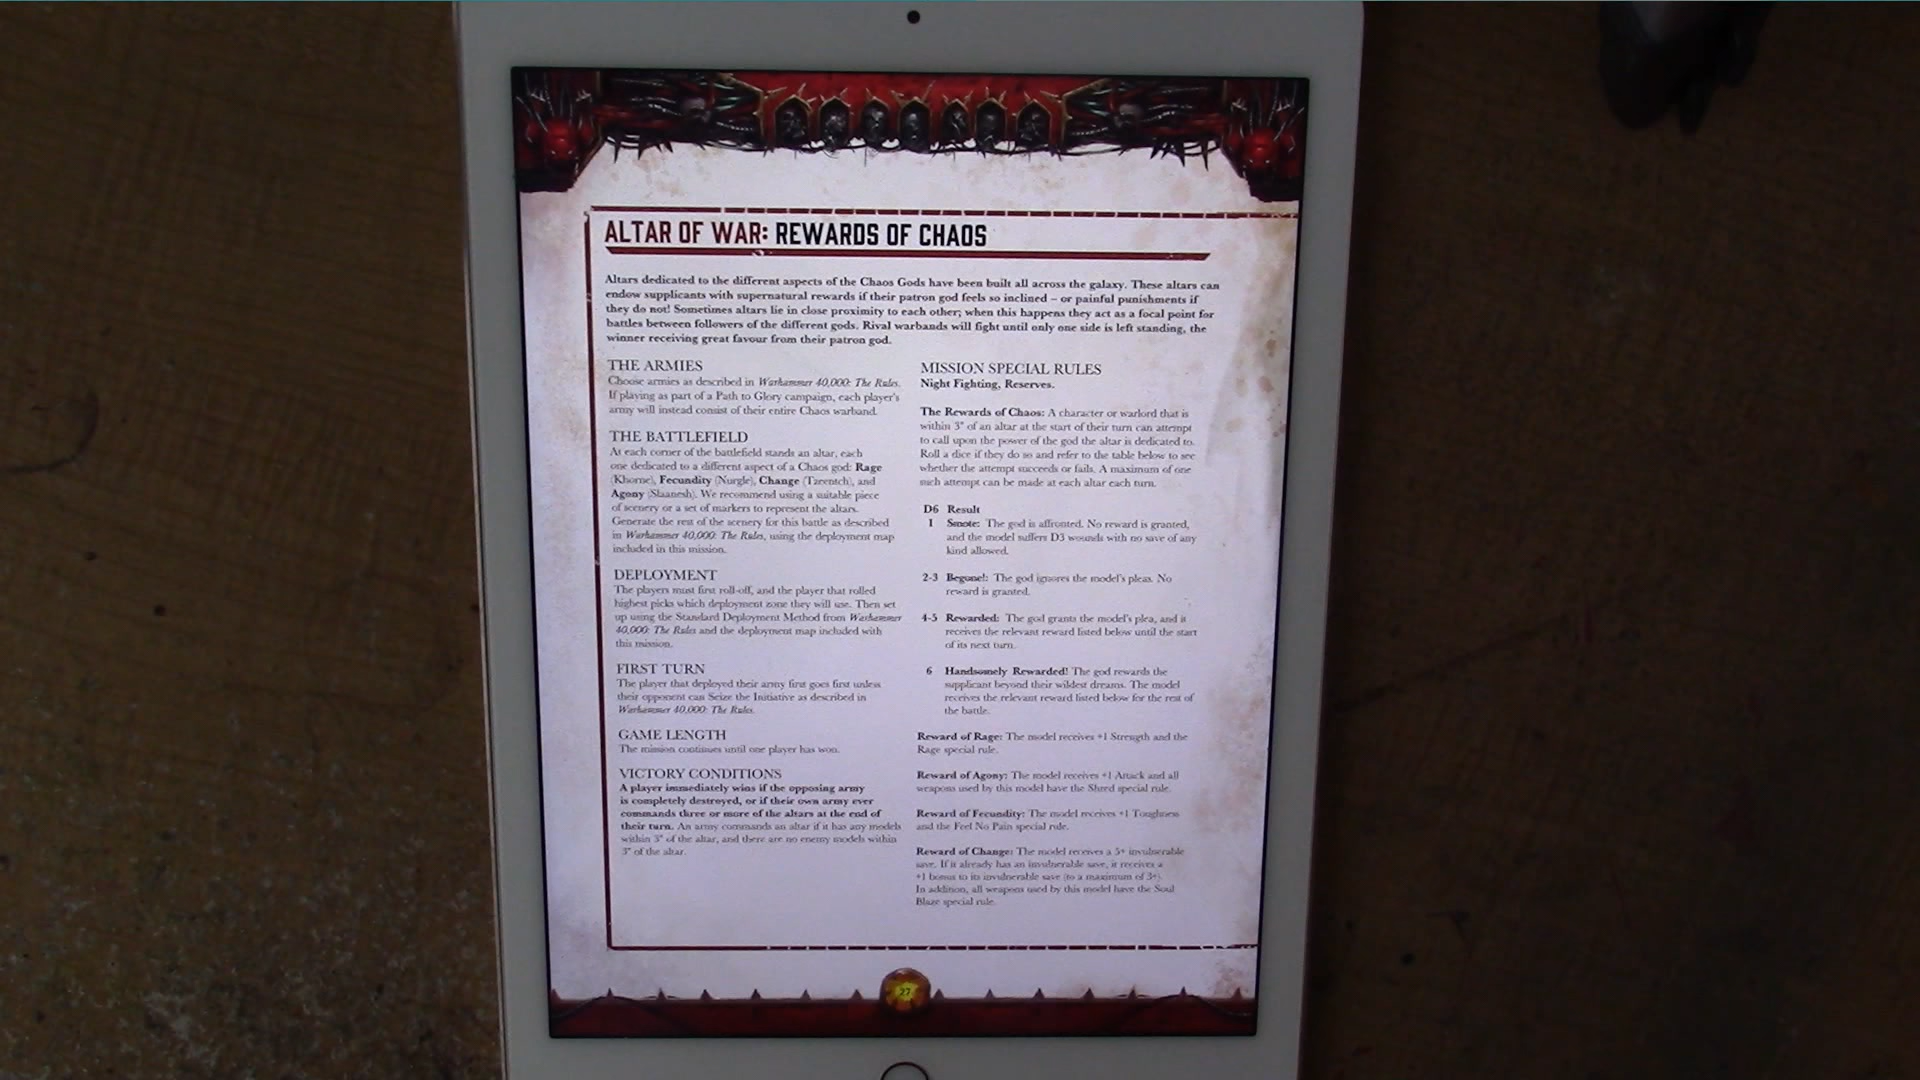 ALTAR OF WAR: REWARDS OF CHAOS
Altars dedicated to the different aspects of the Chaos Gods have been built all across the galaxy. These altars can
endow supplicants with supernatural rewards if their patron god feels so inclined – or painful punishments if
they do not! Sometimes altars lie in close proximity to each other; when this happens they act as a focal point for
battles between followers of the different gods. Rival warbands will fight until only one side is left standing, the
winner receiving great favour from their patron god.
THE ARMIES
Choose armies as described in Warhammer 40,000: The Rules.
If playing as part of a Path to Glory campaign, each player's
army will instead consist of their entire Chaos warband.
THE BATTLEFIELD
At each corner of the battlefield stands an altar, each
one dedicated to a different aspect of a Chaos god: Rage
(Khorne), Fecundity (Nurgle), Change (Tzeentch), and
Agony (Slaanesh). We recommend using a suitable piece
of scenery or a set of markers to represent the altars.
Generate the rest of the scenery for this battle as described
in Warhammer 40,000: The Rules, using the deployment map
included in this mission.
DEPLOYMENT
The players must first roll-off, and the player that rolled
highest picks which deployment zone they will use. Then set
up using the Standard Deployment Method from Warhammer
40,000: The Rules and the deployment map included with
this mission.
FIRST TURN
The player that deployed their army first goes first unless
their opponent can Seize the Initiative as described in
Warhammer 40,000: The Rules.
GAME LENGTH
The mission continues until one player has won.
VICTORY CONDITIONS
A player immediately wins if the opposing army
is completely destroyed, or if their own army ever
commands three or more of the altars at the end of
their turn. An army commands an altar if it has any models
within 3" of the altar, and there are no enemy models within
3" of the altar.
MISSION SPECIAL RULES
Night Fighting, Reserves.
The Rewards of Chaos: A character or warlord that is
within 3" of an altar at the start of their turn can attempt
to call upon the power of the god the altar is dedicated to.
Roll a dice if they do so and refer to the table below to see
whether the attempt succeeds or fails. A maximum of one
such attempt can be made at each altar each turn.
D6 Result
1 Smote: The god is affronted. No reward is granted,
and the model suffers D3 wounds with no save of any
kind allowed.
2-3 Begone!: The god ignores the model's pleas. No
reward is granted.
4-5 Rewarded: The god grants the model's plea, and it
receives the relevant reward listed below until the start
of its next turn.
6 Handsomely Rewarded! The god rewards the
supplicant beyond their wildest dreams. The model
receives the relevant reward listed below for the rest of
the battle.
Reward of Rage: The model receives +1 Strength and the
Rage special rule.
Reward of Agony: The model receives +1 Attack and all
weapons used by this model have the Shred special rule.
Reward of Fecundity: The model receives +1 Toughness
and the Feel No Pain special rule.
Reward of Change: The model receives a 5+ invulnerable
save. If it already has an invulnerable save, it receives a
+1 bonus to its invulnerable save (to a maximum of 3+).
In addition, all weapons used by this model have the Soul
Blaze special rule.
27